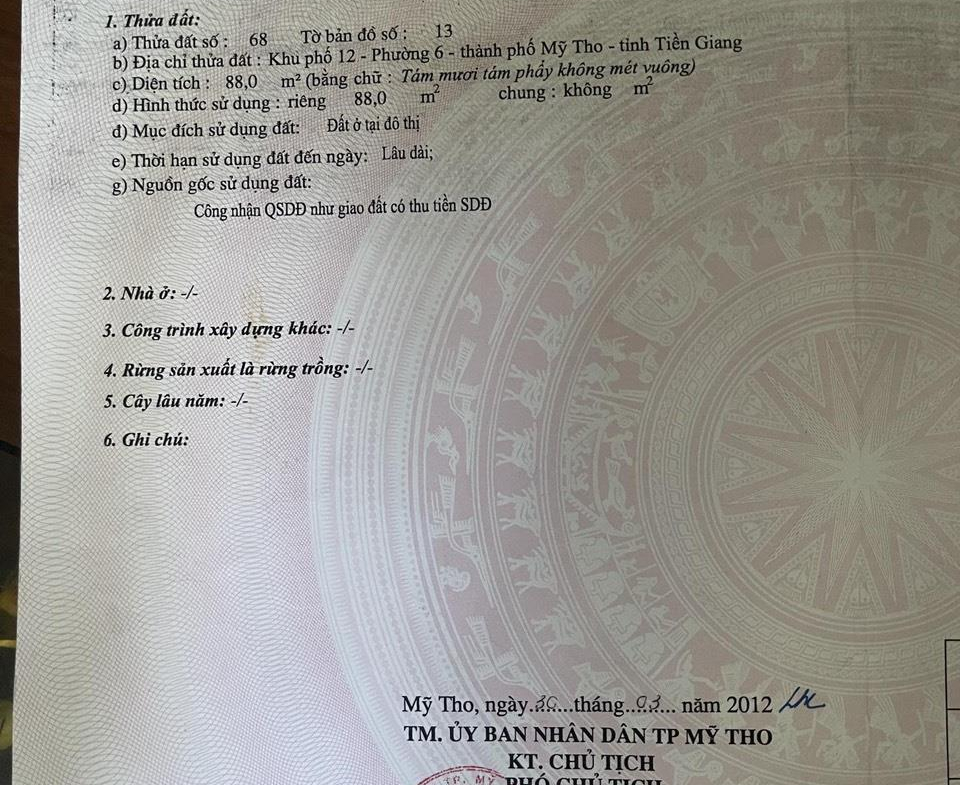 1. Thửa đất:
a) Thửa đất số : 68 Tờ bản đồ số : 13
b) Địa chỉ thửa đất : Khu phố 12 - Phường 6 - thành phố Mỹ Tho - tỉnh Tiền Giang
c) Diện tích : 88,0 m² (bằng chữ : Tám mươi tám phẩy không mét vuông)
d) Hình thức sử dụng : riêng 88,0 m² chung : không m²
đ) Mục đích sử dụng đất: Đất ở tại đô thị
e) Thời hạn sử dụng đất đến ngày: Lâu dài;
g) Nguồn gốc sử dụng đất:
Công nhận QSDĐ như giao đất có thu tiền SDĐ
2. Nhà ở: -/-
3. Công trình xây dựng khác: -/-
4. Rừng sản xuất là rừng trồng: -/-
5. Cây lâu năm: -/-
6. Ghi chú:
Mỹ Tho, ngày....tháng.... năm 2012
TM. ỦY BAN NHÂN DÂN TP MỸ THO
KT. CHỦ TỊCH
PHÓ CHỦ TỊCH
TP. MỸ